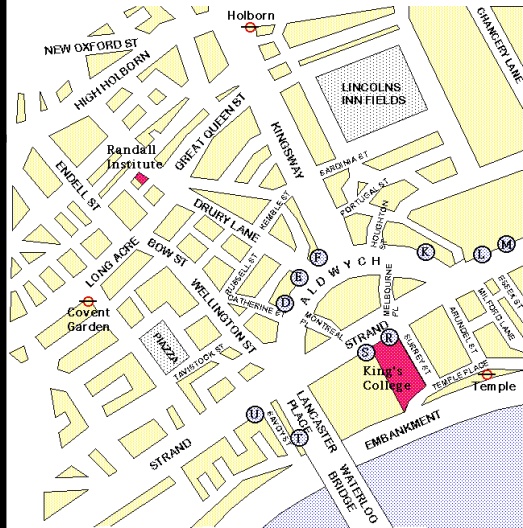 Holborn
NEW OXFORD ST
HIGH HOLBORN
CHANCERY LANE
LINCOLNS
INN FIELDS
GREAT QUEEN ST
KINGSWAY
Randall
Institute
SARDINIA ST
ENDELL ST
KEMBLE ST
PORTUGAL ST
DRURY LANE
HOUGHTON
ST
LONG ACRE
BOW ST
F
K
L
M
RUSSELL ST
E
ALDWYCH
D
CATHERINE ST
MELBOURNE
PL
ESSEX ST
MILFORD LANE
Covent
Garden
WELLINGTON ST
MONTREAL
PL
ARUNDEL ST
STRAND
R
SURREY ST
PIAZZA
S
TAVISTOCK ST
King's
College
TEMPLE PLACE
Temple
U
SAVOY ST
LANCASTER
PLACE
EMBANKMENT
T
STRAND
WATERLOO
BRIDGE